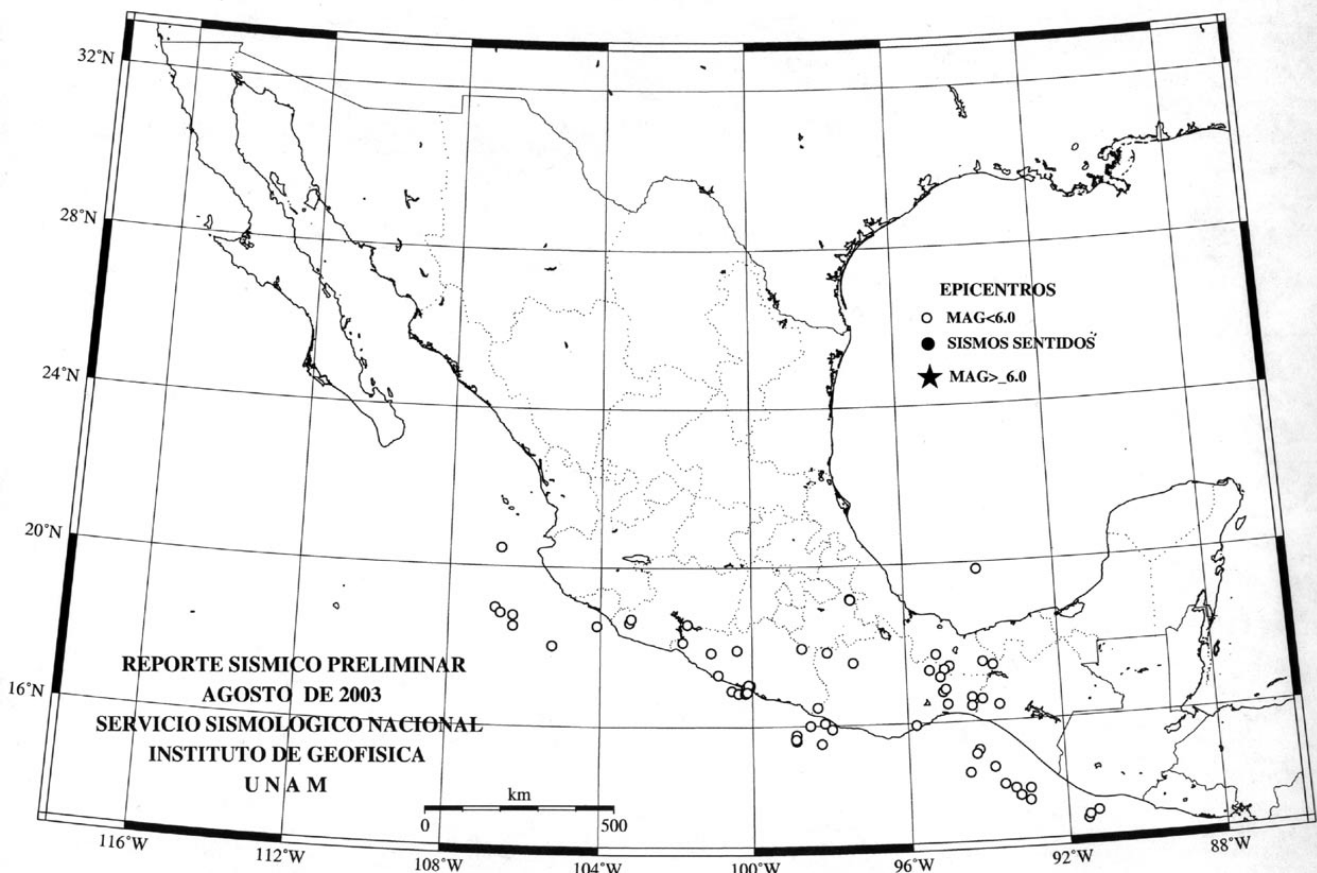 32°N
28°N
24°N
20°N
16°N
EPICENTROS
MAG<6.0
SISMOS SENTIDOS
MAG>_6.0
REPORTE SISMICO PRELIMINAR
AGOSTO DE 2003
SERVICIO SISMOLOGICO NACIONAL
INSTITUTO DE GEOFISICA
U N A M
km
0 500
116°W 112°W 108°W 104°W 100°W 96°W 92°W 88°W